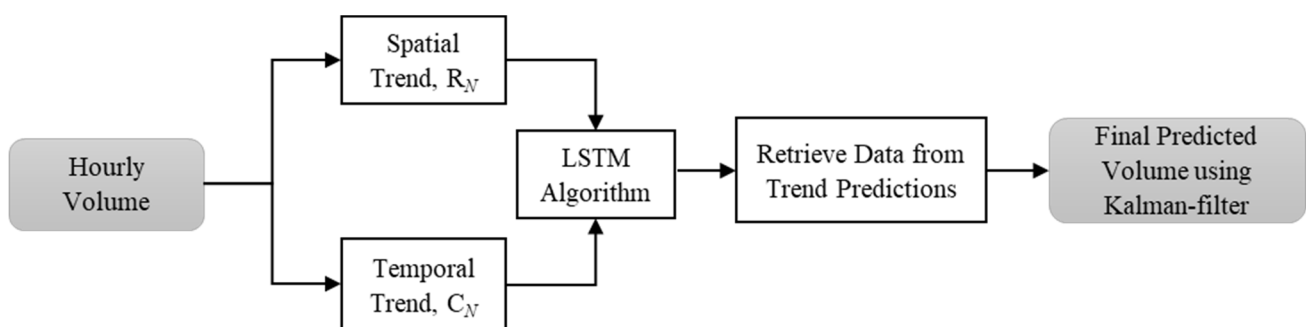 Hourly
Volume
Spatial
Trend, R_N
Temporal
Trend, C_N
LSTM
Algorithm
Retrieve Data from
Trend Predictions
Final Predicted
Volume using
Kalman-filter